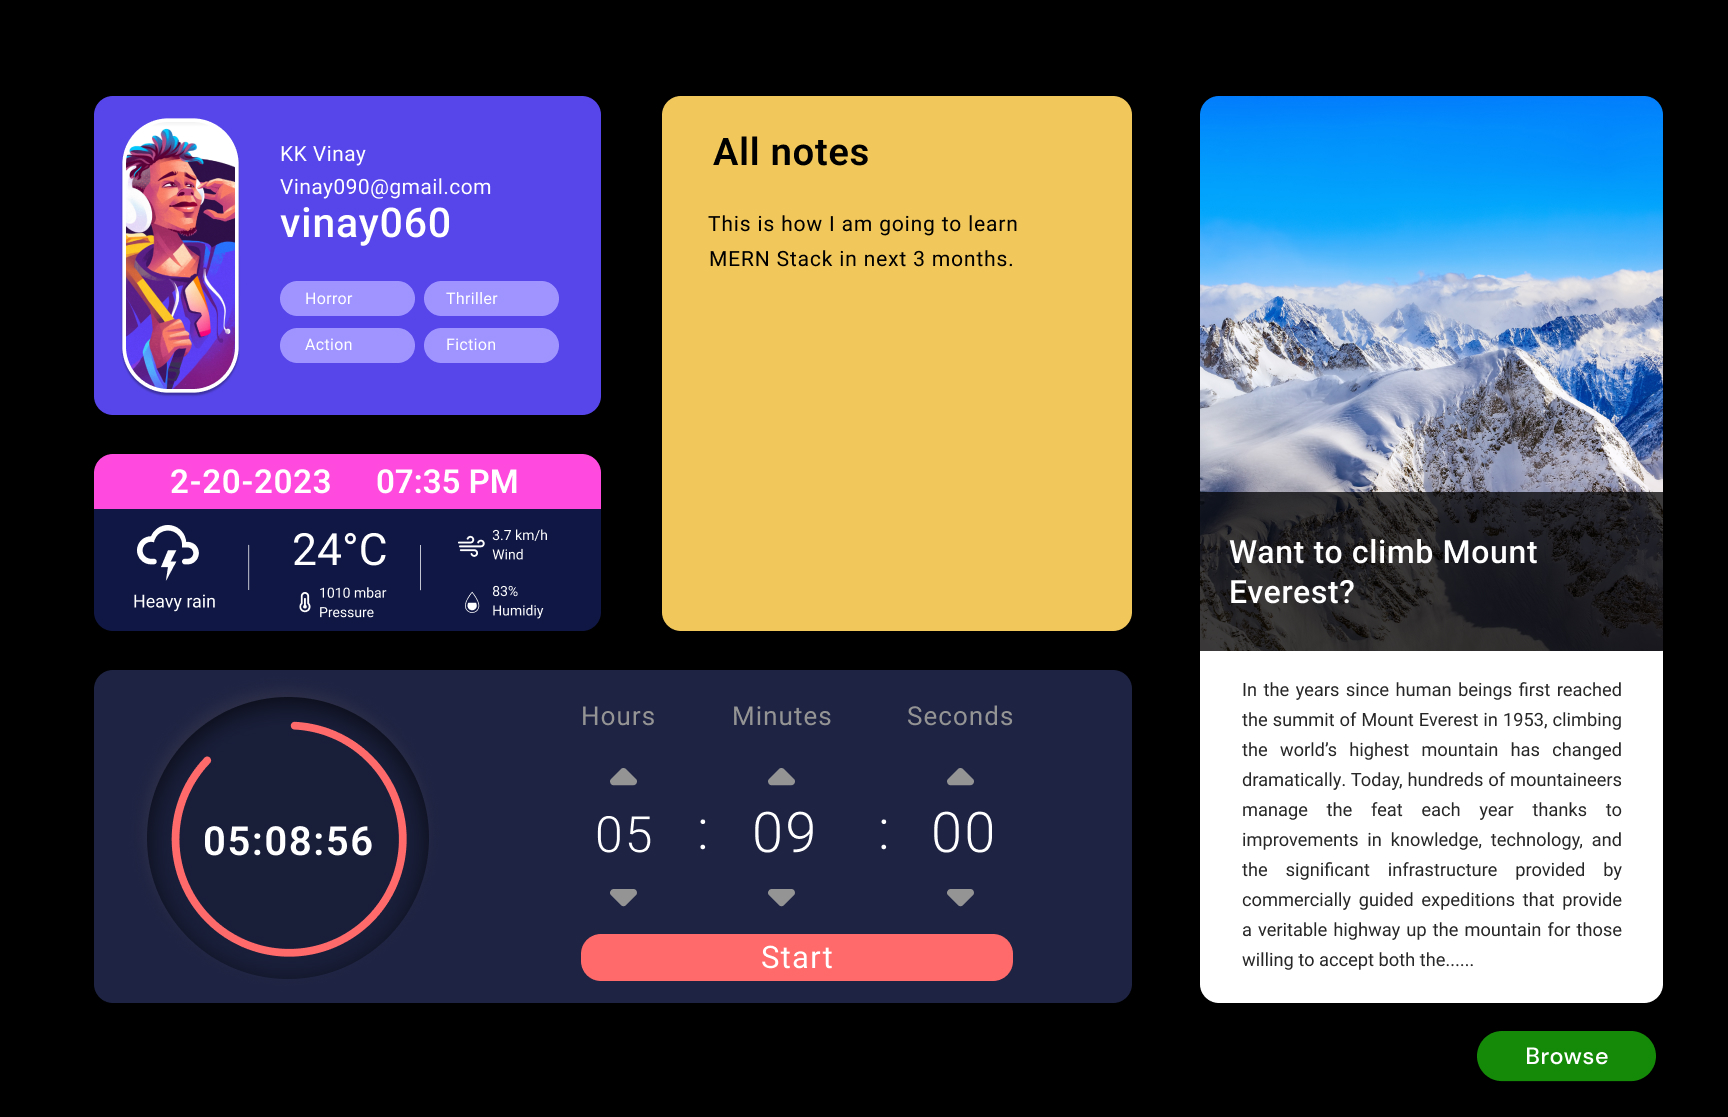 KK Vinay
Vinay090@gmail.com
vinay060
Horror
Thriller
Action
Fiction
2-20-2023 07:35 PM
Heavy rain
24°C
1010 mbar
Pressure
3.7 km/h
Wind
83%
Humidiy
All notes
This is how I am going to learn
MERN Stack in next 3 months.
05:08:56
Hours Minutes Seconds
05 : 09 : 00
Start
Want to climb Mount
Everest?
In the years since human beings first reached
the summit of Mount Everest in 1953, climbing
the world’s highest mountain has changed
dramatically. Today, hundreds of mountaineers
manage the feat each year thanks to
improvements in knowledge, technology, and
the significant infrastructure provided by
commercially guided expeditions that provide
a veritable highway up the mountain for those
willing to accept both the......
Browse